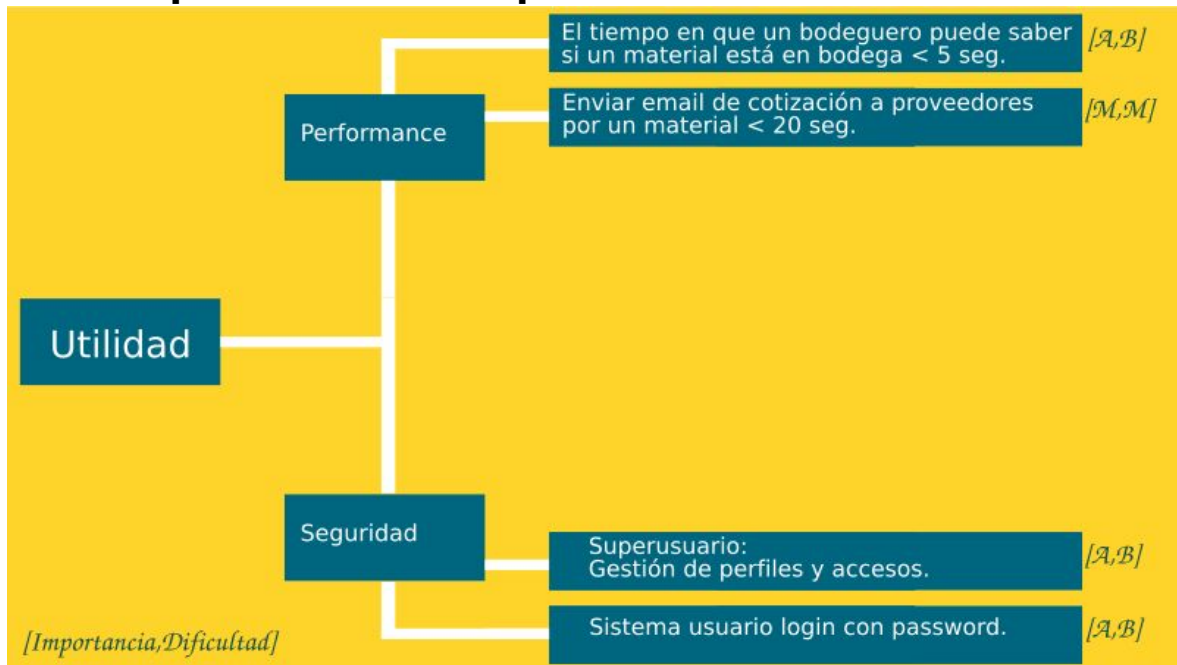 El tiempo en que un bodeguero puede saber
si un material está en bodega < 5 seg.
[A,B]
Enviar email de cotización a proveedores
por un material < 20 seg.
[M,M]
Performance
Utilidad
Seguridad
Superusuario:
Gestión de perfiles y accesos.
[A,B]
Sistema usuario login con password.
[A,B]
[Importancia,Dificultad]